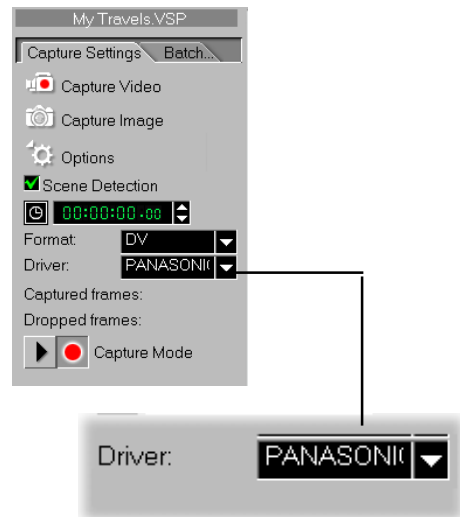 My Travels.VSP
Capture Settings Batch...
Capture Video
Capture Image
Options
Scene Detection
00:00:00.00
Format: DV
Driver: PANASONI(
Captured frames:
Dropped frames:
Capture Mode
Driver: PANASONI(